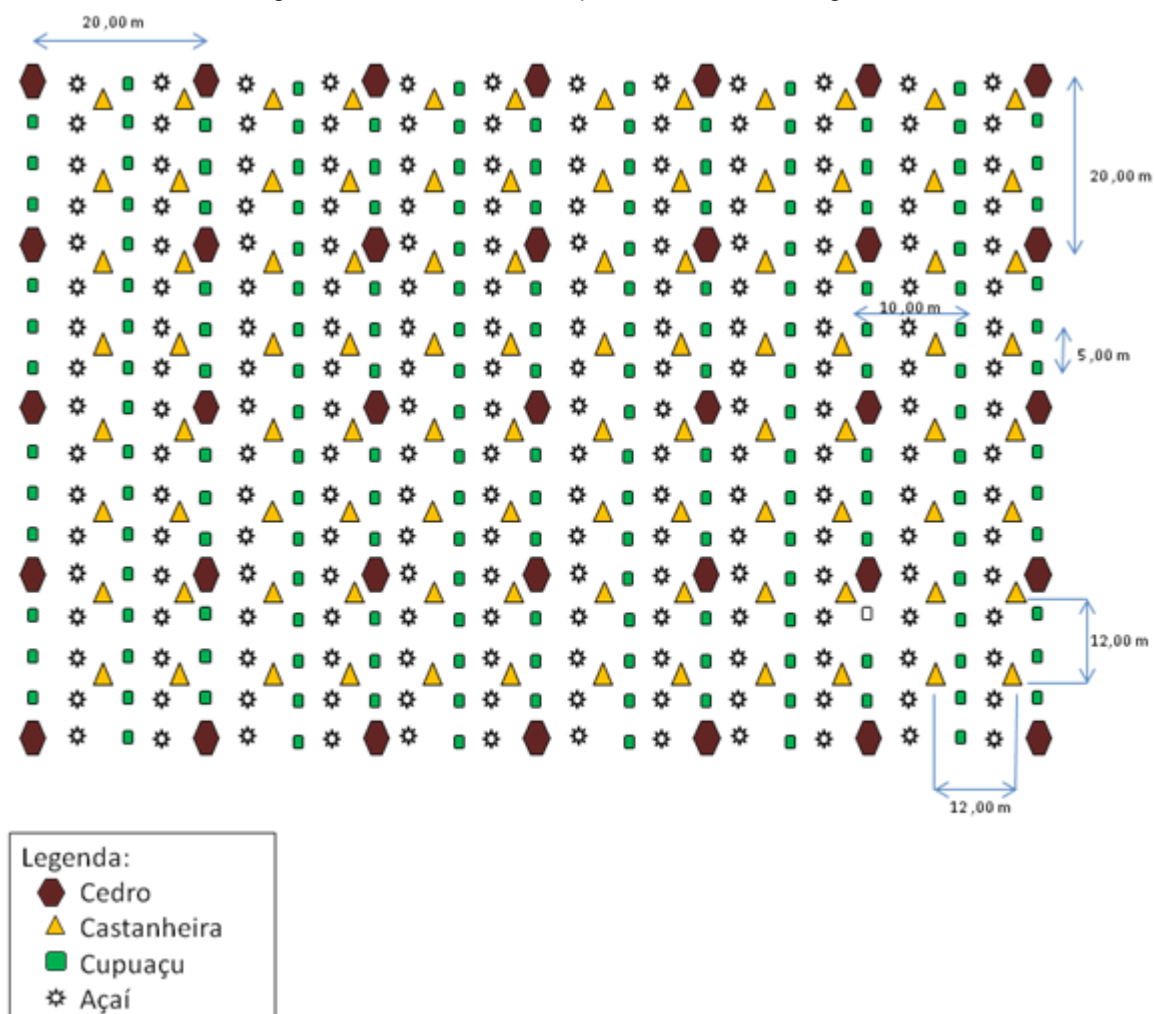 20 ,00 m
20,00 m
10,00 m
5 ,00 m
12,00 m
12 ,00 m
Legenda:
Cedro
Castanheira
Cupuaçu
Açaí